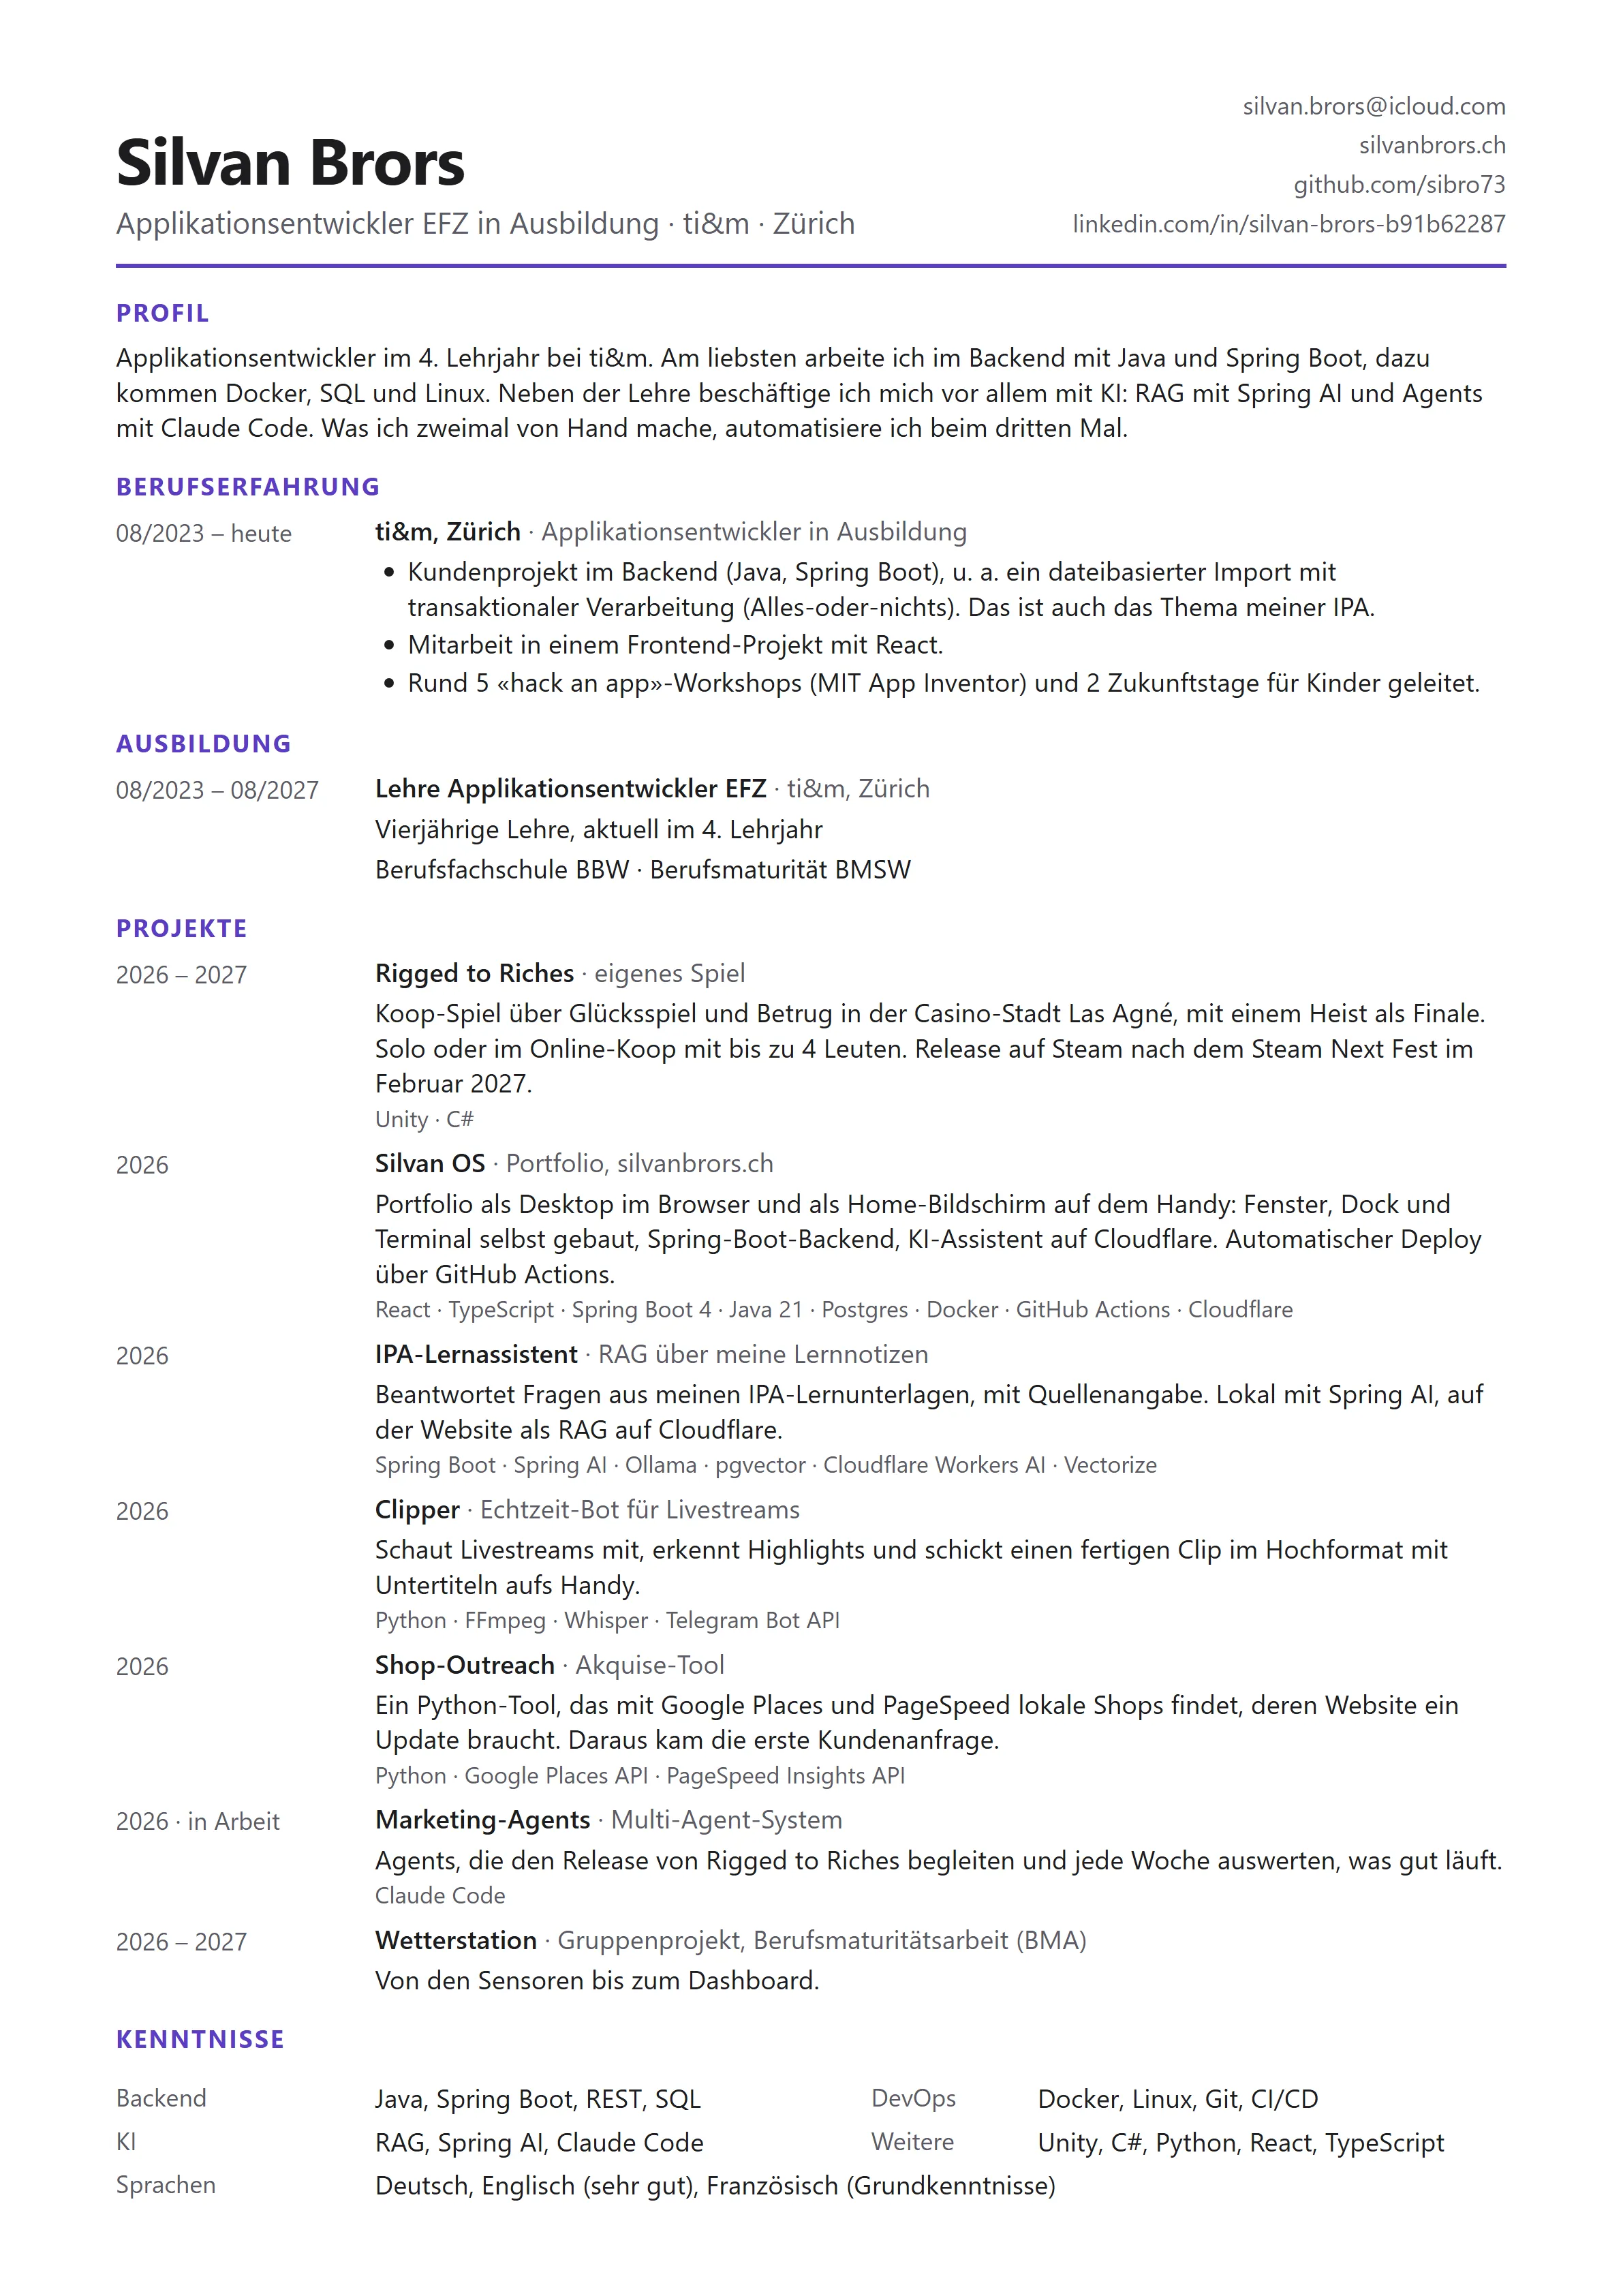 silvan.brors@icloud.com
silvanbrors.ch
github.com/sibro73
linkedin.com/in/silvan-brors-b91b62287
Silvan Brors
Applikationsentwickler EFZ in Ausbildung · ti&m · Zürich
PROFIL
Applikationsentwickler im 4. Lehrjahr bei ti&m. Am liebsten arbeite ich im Backend mit Java und Spring Boot, dazu
kommen Docker, SQL und Linux. Neben der Lehre beschäftige ich mich vor allem mit KI: RAG mit Spring AI und Agents
mit Claude Code. Was ich zweimal von Hand mache, automatisiere ich beim dritten Mal.
BERUFSERFAHRUNG
08/2023 – heute ti&m, Zürich · Applikationsentwickler in Ausbildung
• Kundenprojekt im Backend (Java, Spring Boot), u. a. ein dateibasierter Import mit
transaktionaler Verarbeitung (Alles-oder-nichts). Das ist auch das Thema meiner IPA.
• Mitarbeit in einem Frontend-Projekt mit React.
• Rund 5 «hack an app»-Workshops (MIT App Inventor) und 2 Zukunftstage für Kinder geleitet.
AUSBILDUNG
08/2023 – 08/2027 Lehre Applikationsentwickler EFZ · ti&m, Zürich
Vierjährige Lehre, aktuell im 4. Lehrjahr
Berufsfachschule BBW · Berufsmaturität BMSW
PROJEKTE
2026 – 2027 Rigged to Riches · eigenes Spiel
Koop-Spiel über Glücksspiel und Betrug in der Casino-Stadt Las Agné, mit einem Heist als Finale.
Solo oder im Online-Koop mit bis zu 4 Leuten. Release auf Steam nach dem Steam Next Fest im
Februar 2027.
Unity · C#
2026 Silvan OS · Portfolio, silvanbrors.ch
Portfolio als Desktop im Browser und als Home-Bildschirm auf dem Handy: Fenster, Dock und
Terminal selbst gebaut, Spring-Boot-Backend, KI-Assistent auf Cloudflare. Automatischer Deploy
über GitHub Actions.
React · TypeScript · Spring Boot 4 · Java 21 · Postgres · Docker · GitHub Actions · Cloudflare
2026 IPA-Lernassistent · RAG über meine Lernnotizen
Beantwortet Fragen aus meinen IPA-Lernunterlagen, mit Quellenangabe. Lokal mit Spring AI, auf
der Website als RAG auf Cloudflare.
Spring Boot · Spring AI · Ollama · pgvector · Cloudflare Workers AI · Vectorize
2026 Clipper · Echtzeit-Bot für Livestreams
Schaut Livestreams mit, erkennt Highlights und schickt einen fertigen Clip im Hochformat mit
Untertiteln aufs Handy.
Python · FFmpeg · Whisper · Telegram Bot API
2026 Shop-Outreach · Akquise-Tool
Ein Python-Tool, das mit Google Places und PageSpeed lokale Shops findet, deren Website ein
Update braucht. Daraus kam die erste Kundenanfrage.
Python · Google Places API · PageSpeed Insights API
2026 · in Arbeit Marketing-Agents · Multi-Agent-System
Agents, die den Release von Rigged to Riches begleiten und jede Woche auswerten, was gut läuft.
Claude Code
2026 – 2027 Wetterstation · Gruppenprojekt, Berufsmaturitätsarbeit (BMA)
Von den Sensoren bis zum Dashboard.
KENNTNISSE
Backend Java, Spring Boot, REST, SQL DevOps Docker, Linux, Git, CI/CD
KI RAG, Spring AI, Claude Code Weitere Unity, C#, Python, React, TypeScript
Sprachen Deutsch, Englisch (sehr gut), Französisch (Grundkenntnisse)